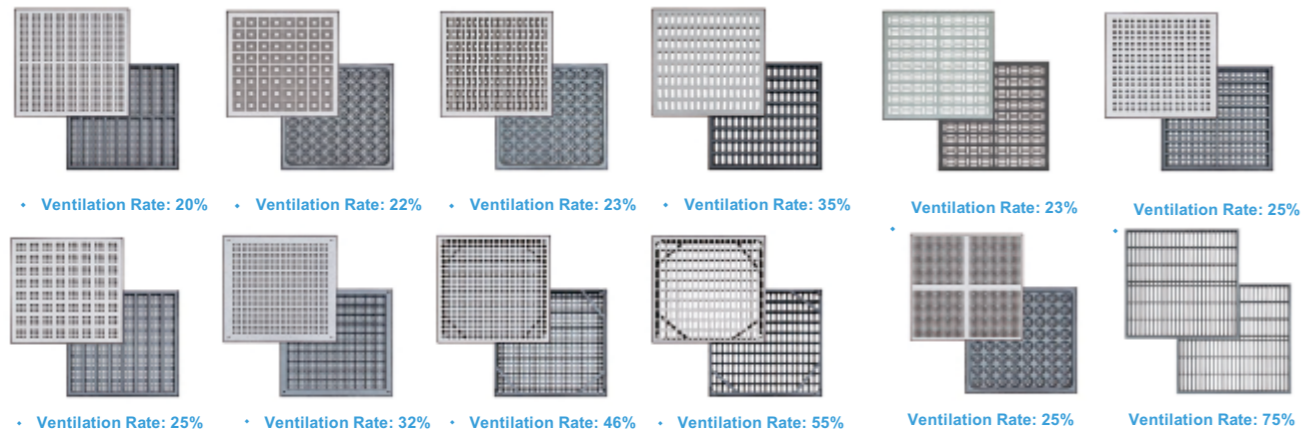 Ventilation Rate: 20%
Ventilation Rate: 22%
Ventilation Rate: 23%
Ventilation Rate: 35%
Ventilation Rate: 23%
Ventilation Rate: 25%
Ventilation Rate: 25%
Ventilation Rate: 32%
Ventilation Rate: 46%
Ventilation Rate: 55%
Ventilation Rate: 25%
Ventilation Rate: 75%